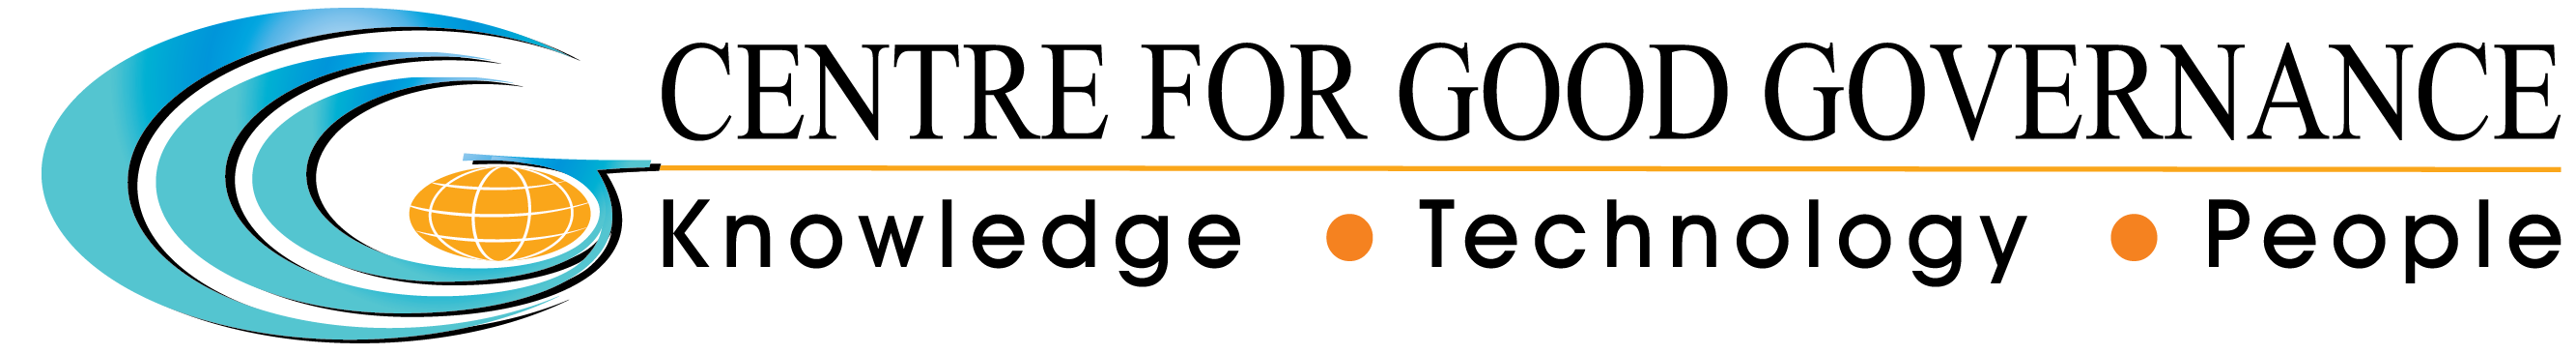 CENTRE FOR GOOD GOVERNANCE
Knowledge • Technology • People